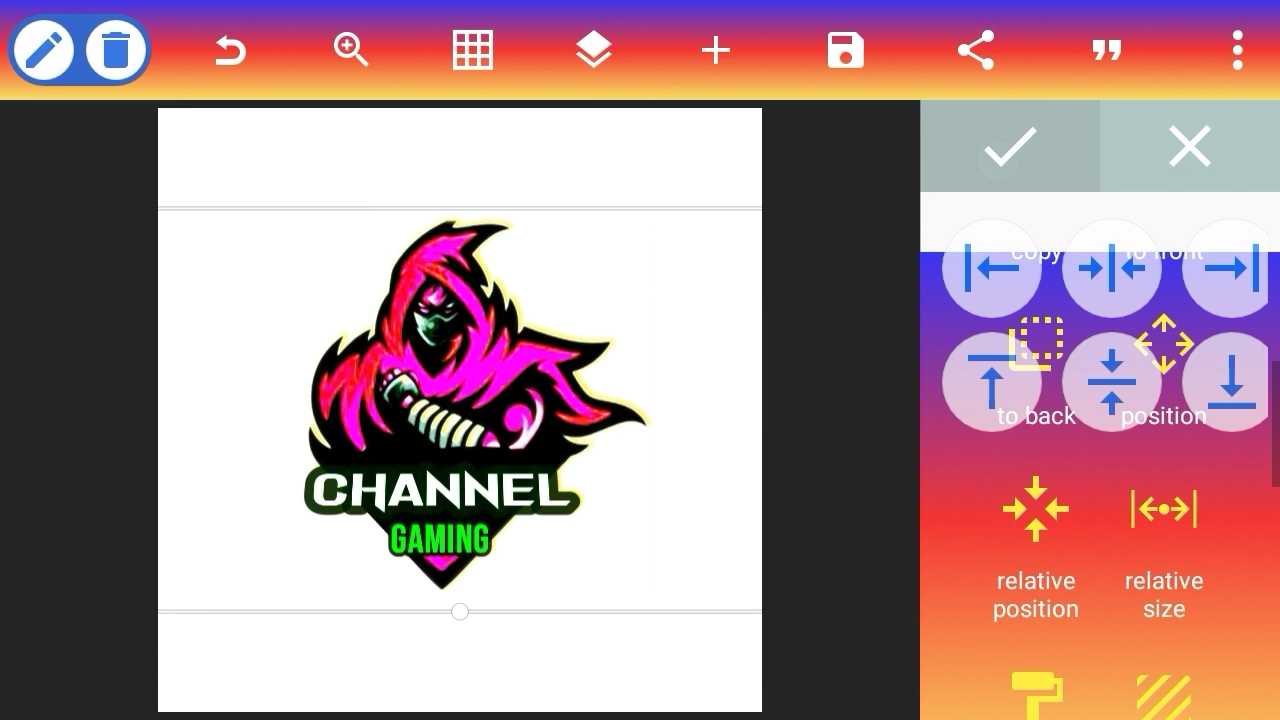 copy
to front
to back
position
CHANNEL
GAMING
relative
position
relative
size